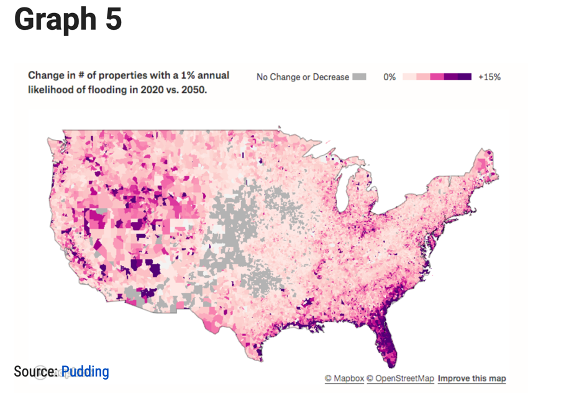 Graph 5
Change in # of properties with a 1% annual
likelihood of flooding in 2020 vs. 2050.
No Change or Decrease
0%
+15%
Source: Pudding
© Mapbox © OpenStreetMap Improve this map